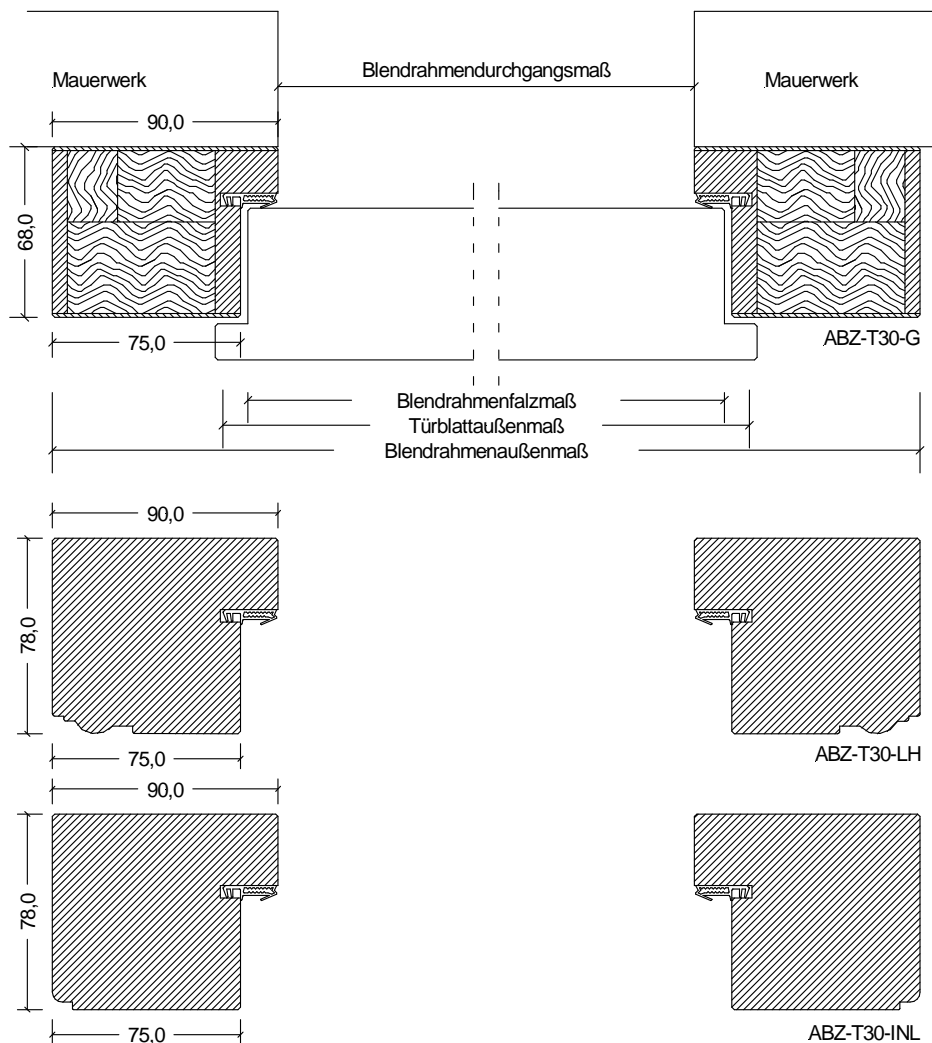 Mauerwerk
Blendrahmendurchgangsmaß
Mauerwerk
90,0
68,0
75,0
ABZ-T30-G
Blendrahmenfalzmaß
Türblattaußenmaß
Blendrahmenaußenmaß
90,0
78,0
75,0
ABZ-T30-LH
90,0
78,0
75,0
ABZ-T30-INL